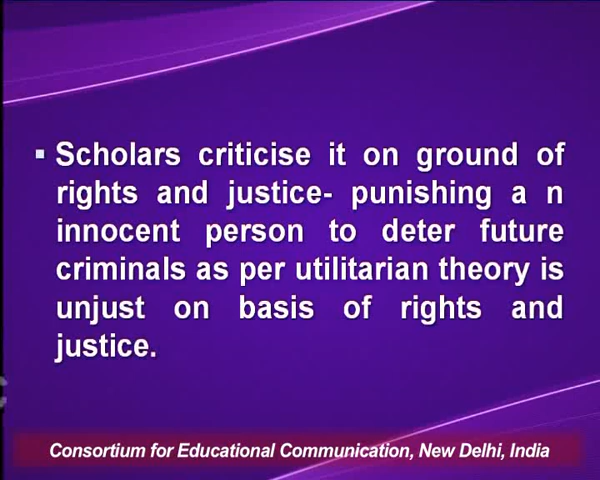 ▪ Scholars criticise it on ground of
rights and justice- punishing a n
innocent person to deter future
criminals as per utilitarian theory is
unjust on basis of rights and
justice.
Consortium for Educational Communication, New Delhi, India